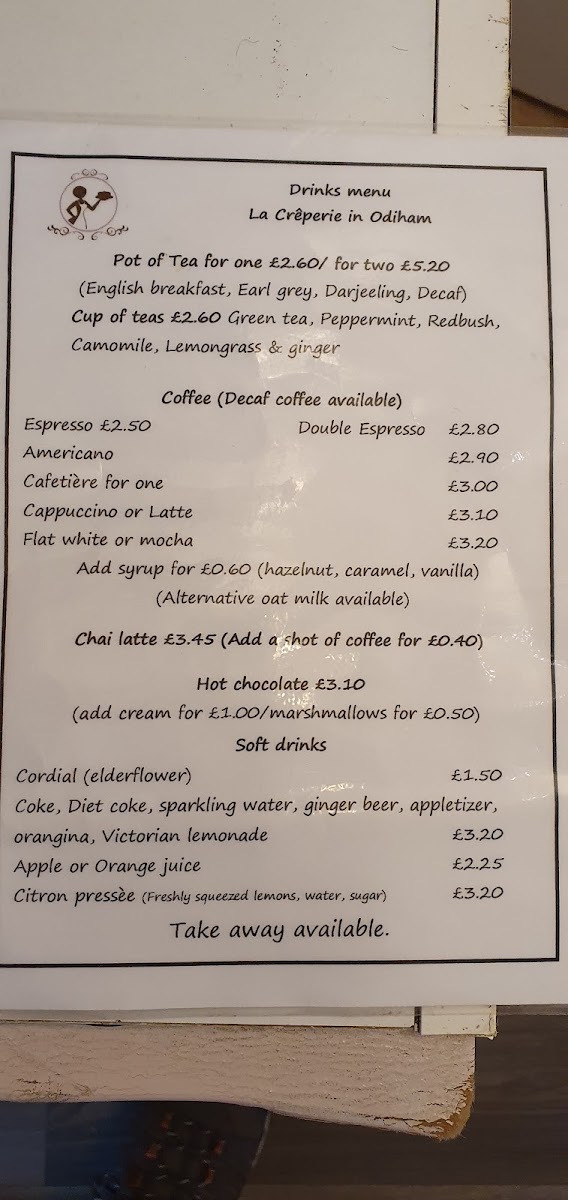 Drinks menu
La Crêperie in Odiham
Pot of Tea for one £2.60/ for two £5.20
(English breakfast, Earl grey, Darjeeling, Decaf)
Cup of teas £2.60 Green tea, Peppermint, Redbush,
Camomile, Lemongrass & ginger
Coffee (Decaf coffee available)
Espresso £2.50 Double Espresso £2.80
Americano £2.90
Cafetière for one £3.00
Cappuccino or Latte £3.10
Flat white or mocha £3.20
Add syrup for £0.60 (hazelnut, caramel, vanilla)
(Alternative oat milk available)
Chai latte £3.45 (Add a shot of coffee for £0.40)
Hot chocolate £3.10
(add cream for £1.00/marshmallows for £0.50)
Soft drinks
Cordial (elderflower) £1.50
Coke, Diet coke, sparkling water, ginger beer, appletizer,
orangina, Victorian lemonade £3.20
Apple or Orange juice £2.25
Citron pressèe (Freshly squeezed lemons, water, sugar) £3.20
Take away available.